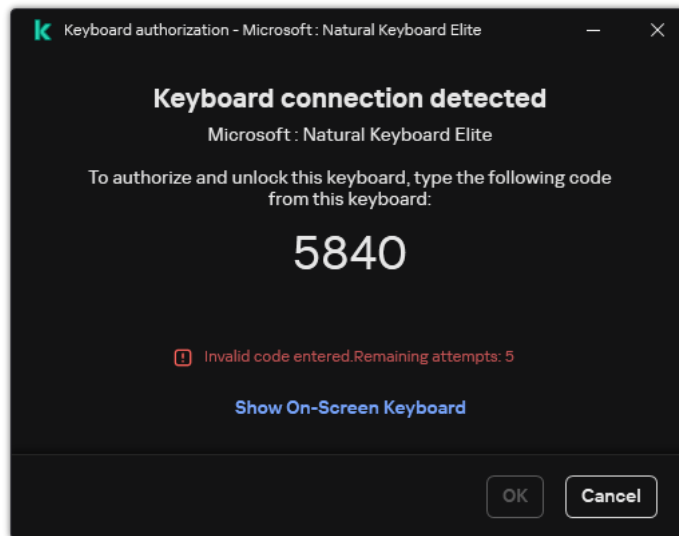 Keyboard authorization - Microsoft : Natural Keyboard Elite
Keyboard connection detected
Microsoft : Natural Keyboard Elite
To authorize and unlock this keyboard, type the following code
from this keyboard:
5840
Invalid code entered.Remaining attempts: 5
Show On-Screen Keyboard
OK
Cancel